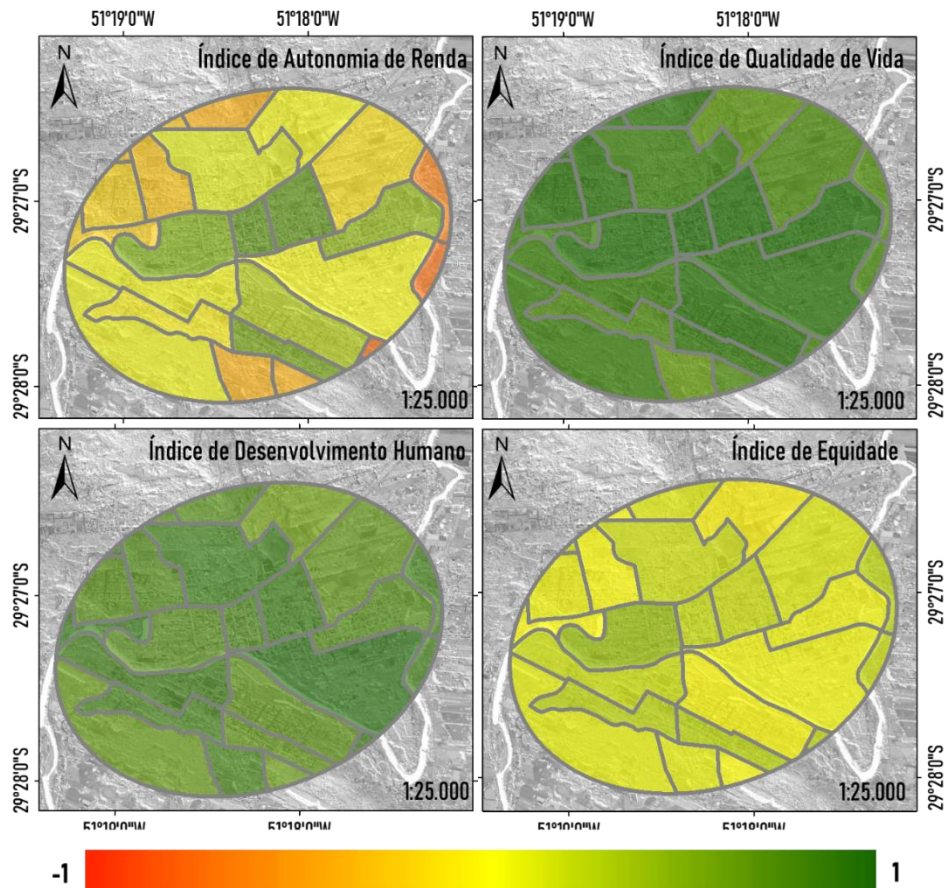 51°19'0"W 51°18'0"W 51°19'0"W 51°18'0"W
N Índice de Autonomia de Renda
N Índice de Qualidade de Vida
29°27'0"S
29°27'0"S
29°28'0"S
29°28'0"S
1:25.000
1:25.000
N Índice de Desenvolvimento Humano
N Índice de Equidade
29°27'0"S
29°27'0"S
29°28'0"S
29°28'0"S
1:25.000
1:25.000
-1 1